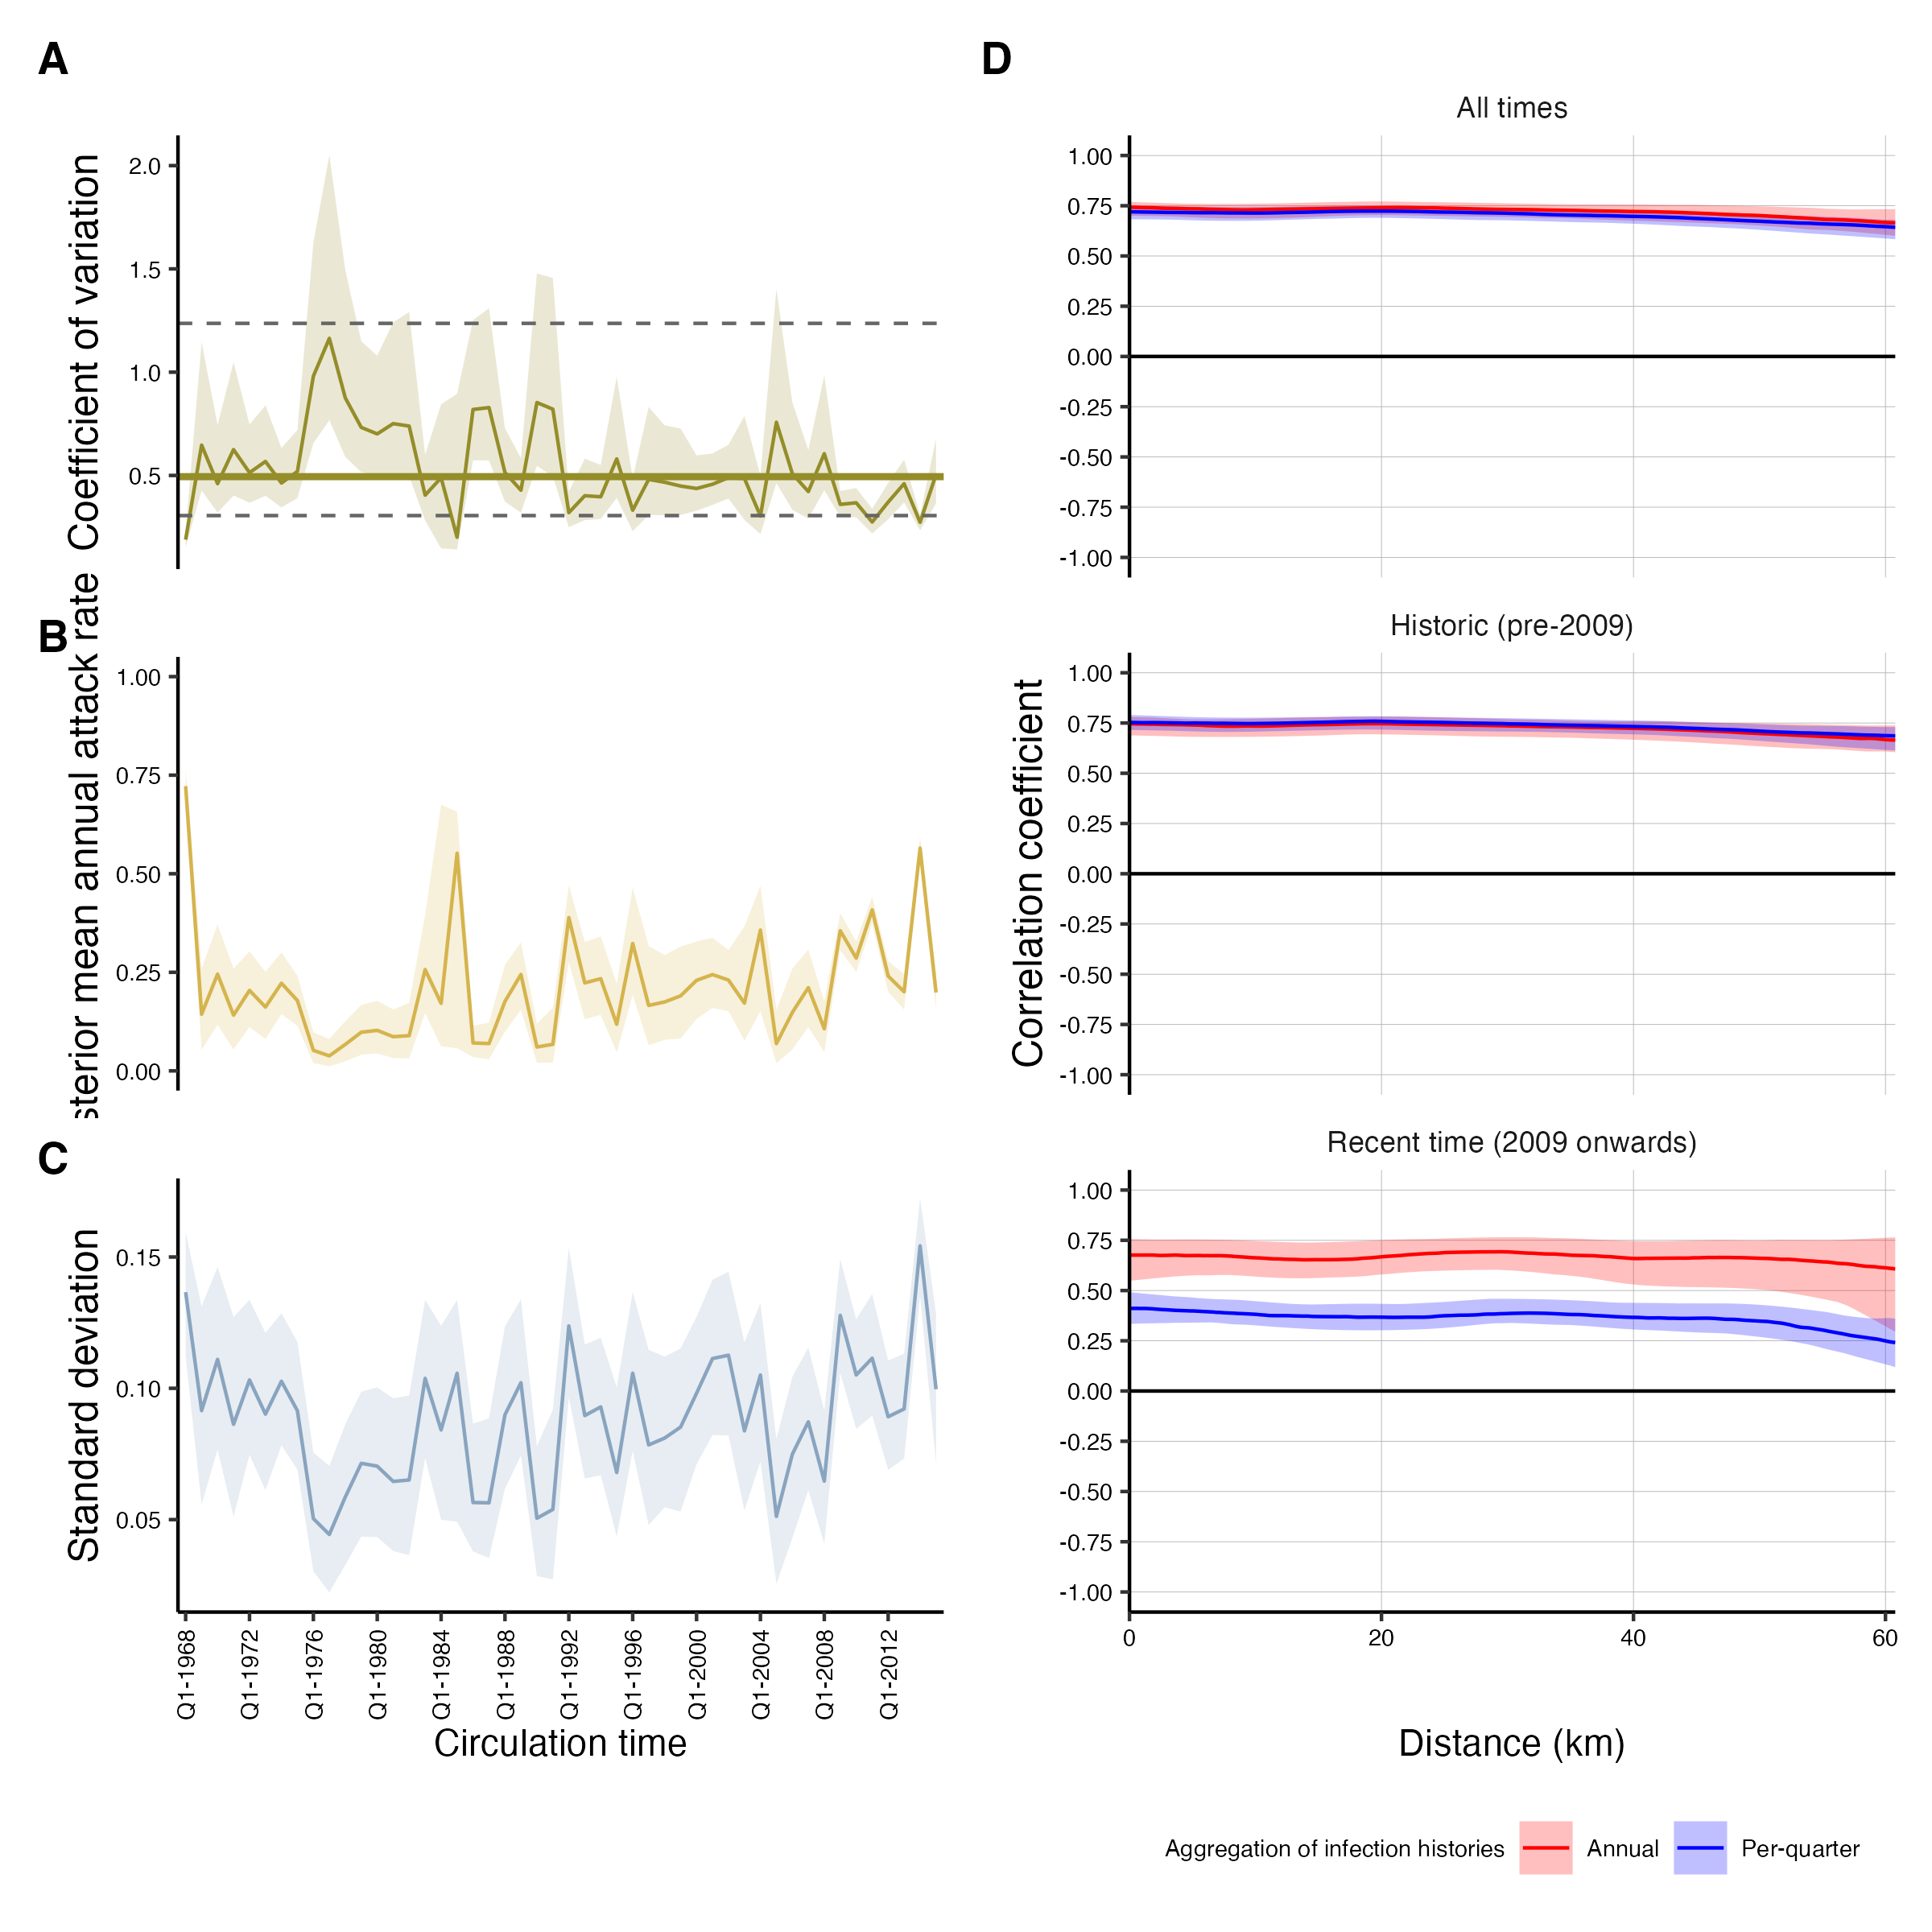 A
Coefficient of variation
2.0
1.5
1.0
0.5
B
sterior mean annual attack rate
1.00
0.75
0.50
0.25
0.00
C
Standard deviation
0.15
0.10
0.05
Q1-1968
Q1-1972
Q1-1976
Q1-1980
Q1-1984
Q1-1988
Q1-1992
Q1-1996
Q1-2000
Q1-2004
Q1-2008
Q1-2012
Circulation time
D
Correlation coefficient
All times
1.00
0.75
0.50
0.25
0.00
-0.25
-0.50
-0.75
-1.00
Historic (pre-2009)
1.00
0.75
0.50
0.25
0.00
-0.25
-0.50
-0.75
-1.00
Recent time (2009 onwards)
1.00
0.75
0.50
0.25
0.00
-0.25
-0.50
-0.75
-1.00
0 20 40 60
Distance (km)
Aggregation of infection histories Annual Per-quarter